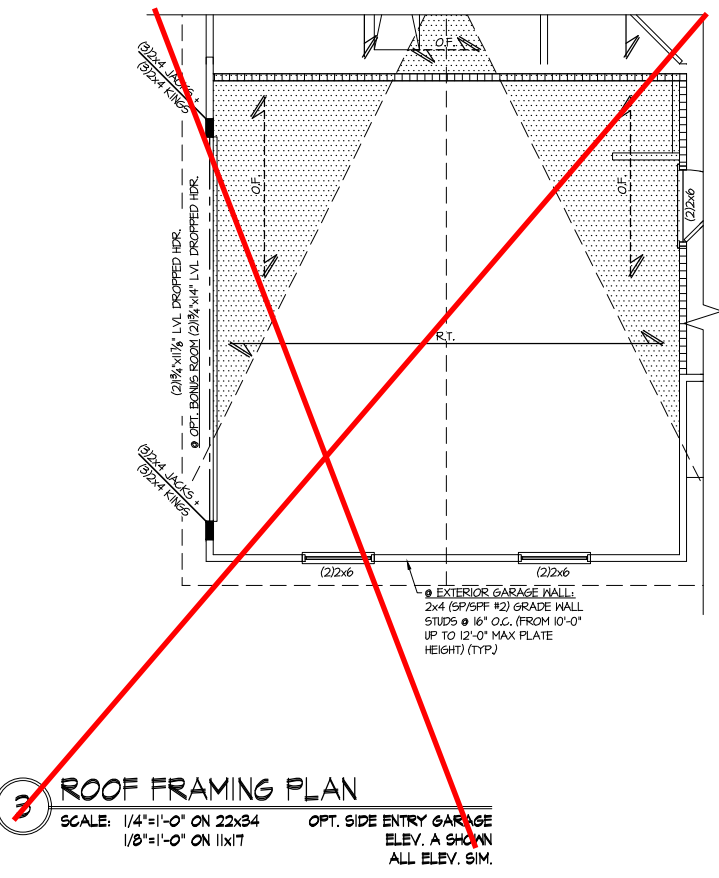 O.F.
(3)2x4 JACKS +
(3)2x4 KINGS
O.F.
O.F.
(2)2x6
(2)1¾"x11⅞" LVL DROPPED HDR.
@ OPT. BONUS ROOM (2)1¾"x14" LVL DROPPED HDR.
R.T.
(3)2x4 JACKS +
(3)2x4 KINGS
(2)2x6
(2)2x6
@ EXTERIOR GARAGE WALL:
2x4 (SP/SPF #2) GRADE WALL
STUDS @ 16" O.C. (FROM 10'-0"
UP TO 12'-0" MAX PLATE
HEIGHT) (TYP.)
3
ROOF FRAMING PLAN
SCALE: 1/4"=1'-0" ON 22x34
1/8"=1'-0" ON 11x17
OPT. SIDE ENTRY GARAGE
ELEV. A SHOWN
ALL ELEV. SIM.